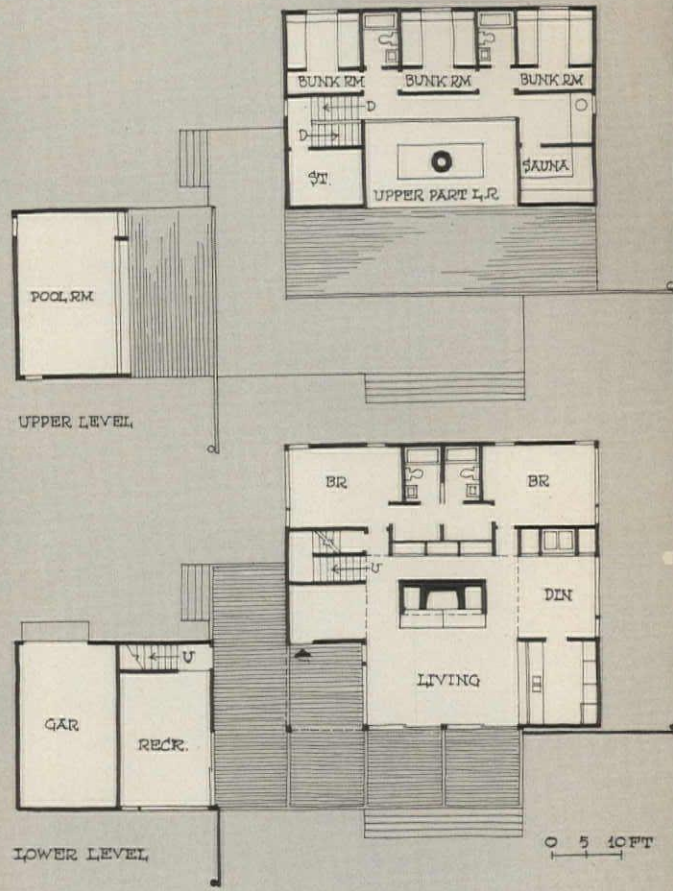 BUNK RM
BUNK RM
BUNK RM
D
D
ST.
SAUNA
UPPER PART L.R
POOL RM
UPPER LEVEL
BR
BR
U
DIN
LIVING
U
GAR
RECR.
LOWER LEVEL
0 5 10 FT